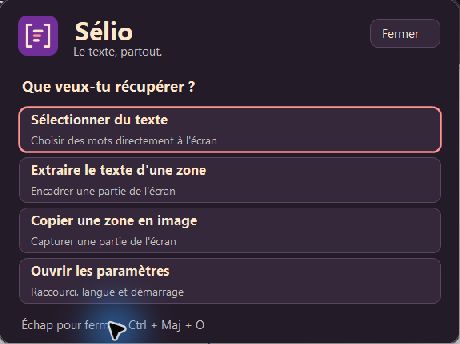 Sélio
Le texte, partout.
Fermer
Que veux-tu récupérer ?
Sélectionner du texte
Choisir des mots directement à l'écran
Extraire le texte d'une zone
Encadrer une partie de l'écran
Copier une zone en image
Capturer une partie de l'écran
Ouvrir les paramètres
Raccourci, langue et démarrage
Échap pour Ctrl + Maj + O